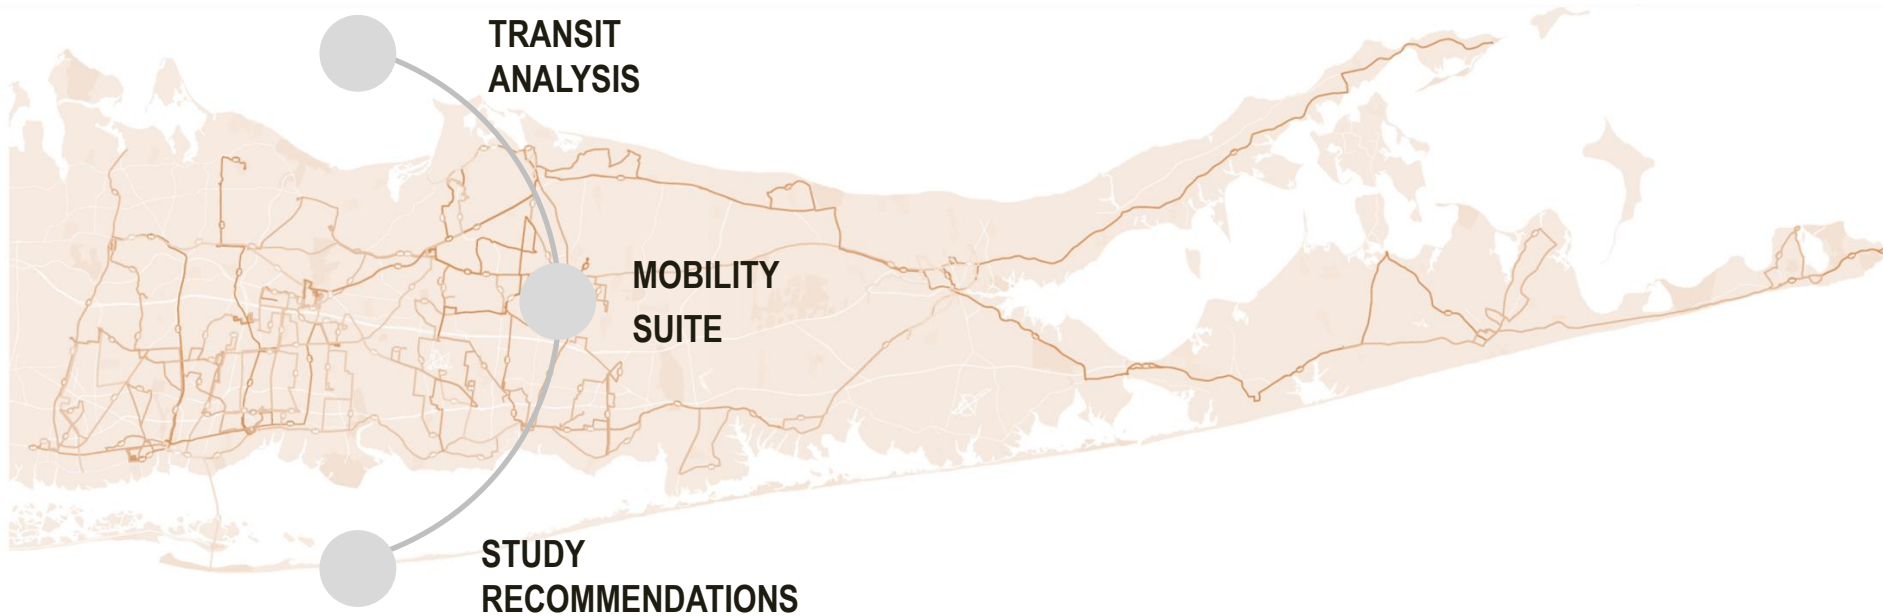 TRANSIT
ANALYSIS
MOBILITY
SUITE
STUDY
RECOMMENDATIONS